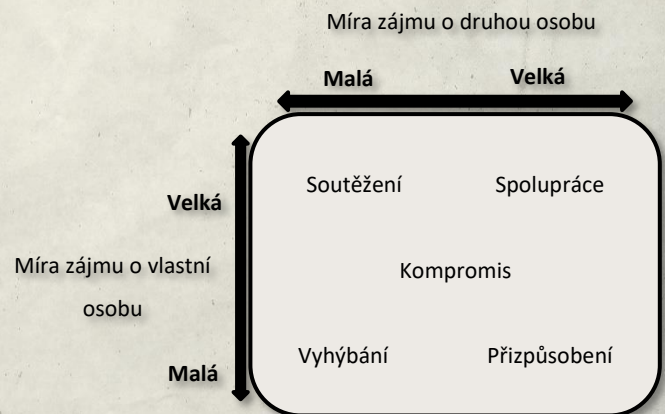 Míra zájmu o druhou osobu
Malá Velká
Soutěžení Spolupráce
Velká
Míra zájmu o vlastní
osobu
Kompromis
Vyhýbání Přizpůsobení
Malá